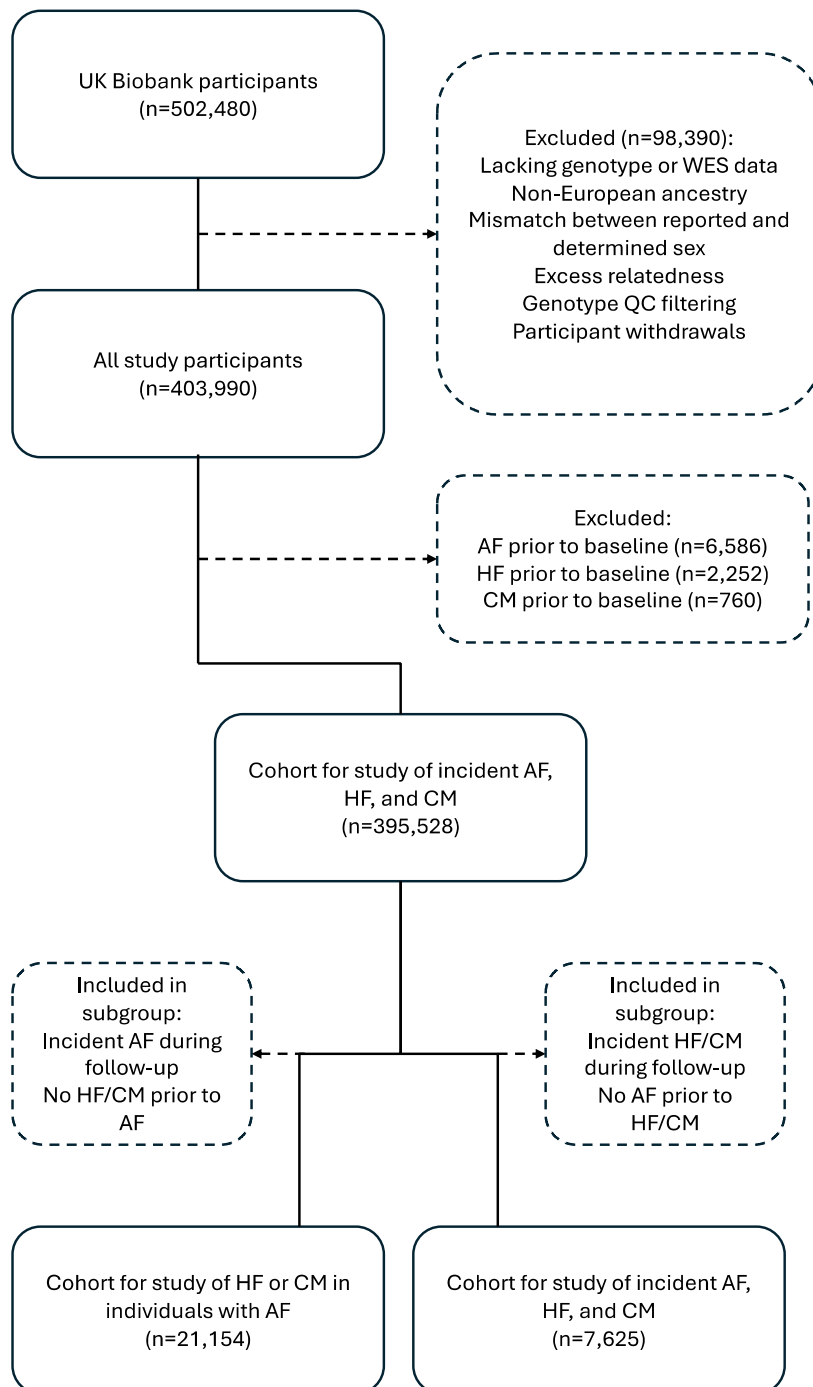 UK Biobank participants
(n=502,480)
Excluded (n=98,390):
Lacking genotype or WES data
Non-European ancestry
Mismatch between reported and
determined sex
Excess relatedness
Genotype QC filtering
Participant withdrawals
All study participants
(n=403,990)
Excluded:
AF prior to baseline (n=6,586)
HF prior to baseline (n=2,252)
CM prior to baseline (n=760)
Cohort for study of incident AF,
HF, and CM
(n=395,528)
Included in
subgroup:
Incident AF during
follow-up
No HF/CM prior to
AF
Included in
subgroup:
Incident HF/CM
during follow-up
No AF prior to
HF/CM
Cohort for study of HF or CM in
individuals with AF
(n=21,154)
Cohort for study of incident AF,
HF, and CM
(n=7,625)